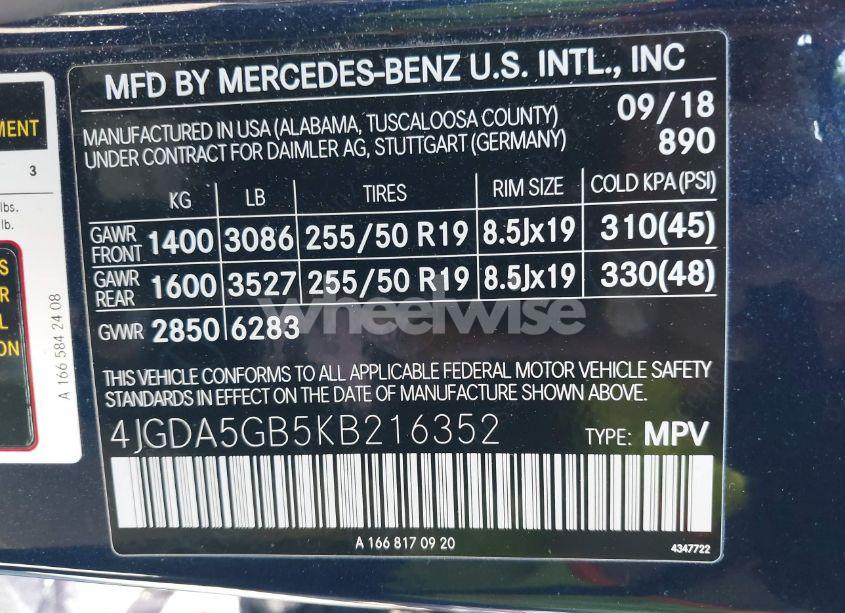 MFD BY MERCEDES-BENZ U.S. INTL., INC
MANUFACTURED IN USA (ALABAMA, TUSCALOOSA COUNTY) 09/18
UNDER CONTRACT FOR DAIMLER AG, STUTTGART (GERMANY) 890
KG LB TIRES RIM SIZE COLD KPA (PSI)
GAWR FRONT 1400 3086 255/50 R19 8.5Jx19 310(45)
GAWR REAR 1600 3527 255/50 R19 8.5Jx19 330(48)
GVWR 2850 6283
wheelwise
THIS VEHICLE CONFORMS TO ALL APPLICABLE FEDERAL MOTOR VEHICLE SAFETY
STANDARDS IN EFFECT ON THE DATE OF MANUFACTURE SHOWN ABOVE.
4JGDA5GB5KB216352 TYPE: MPV
A 166 817 09 20
4347722
3
lbs.
lb.
A 166 584 24 08